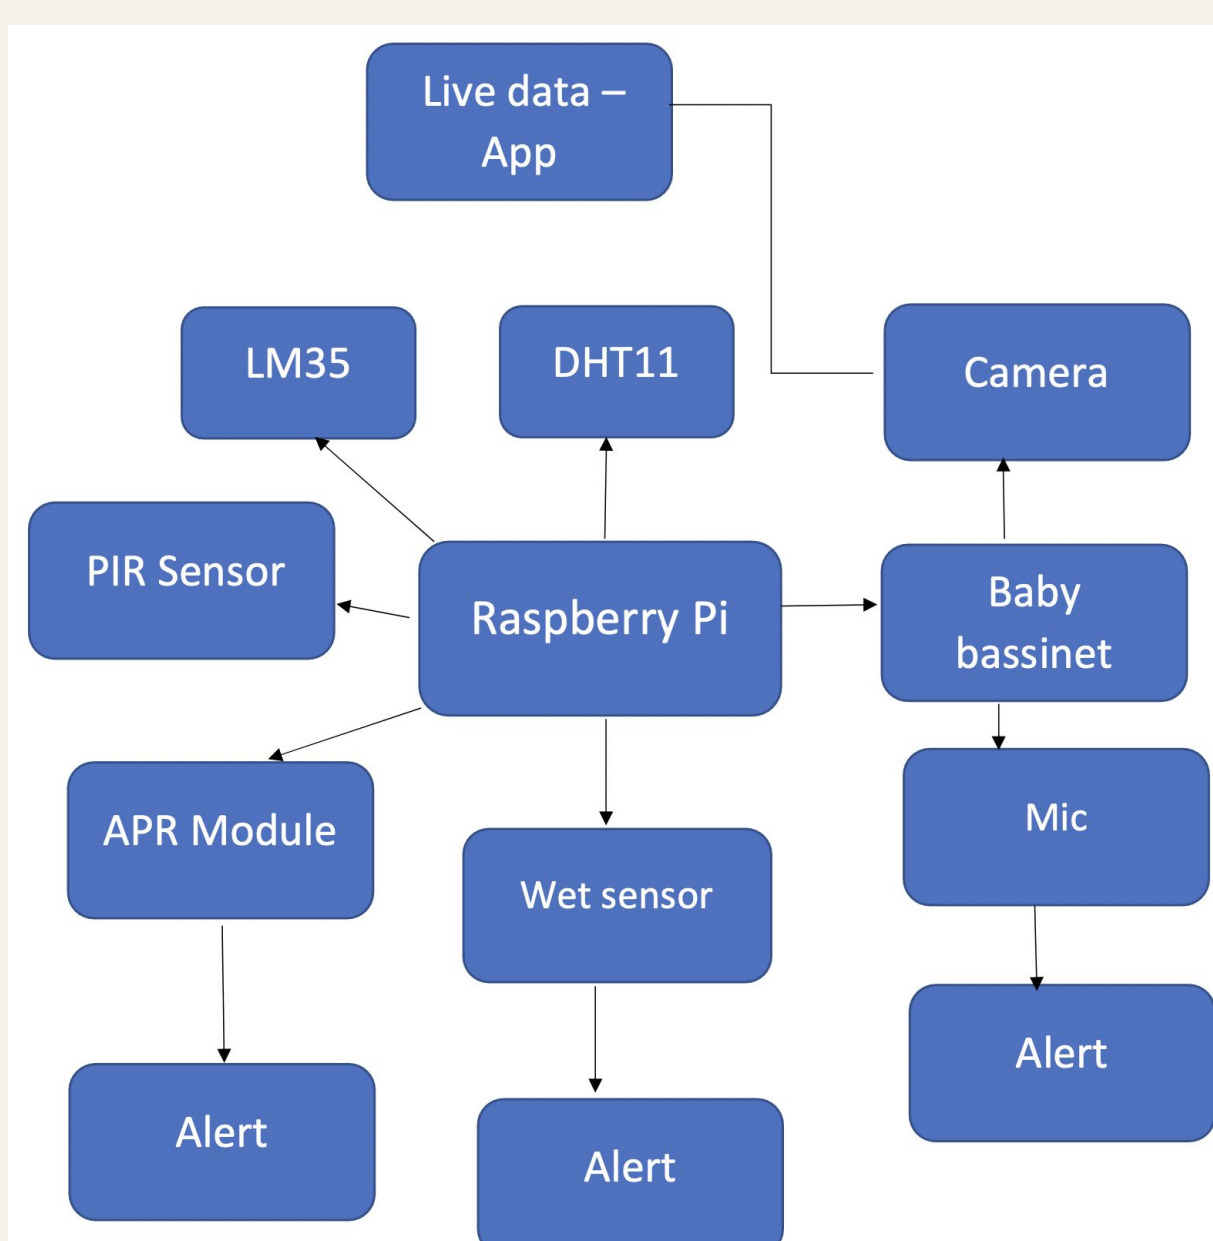 Live data –
App
LM35
DHT11
Camera
PIR Sensor
Raspberry Pi
Baby
bassinet
APR Module
Wet sensor
Mic
Alert
Alert
Alert